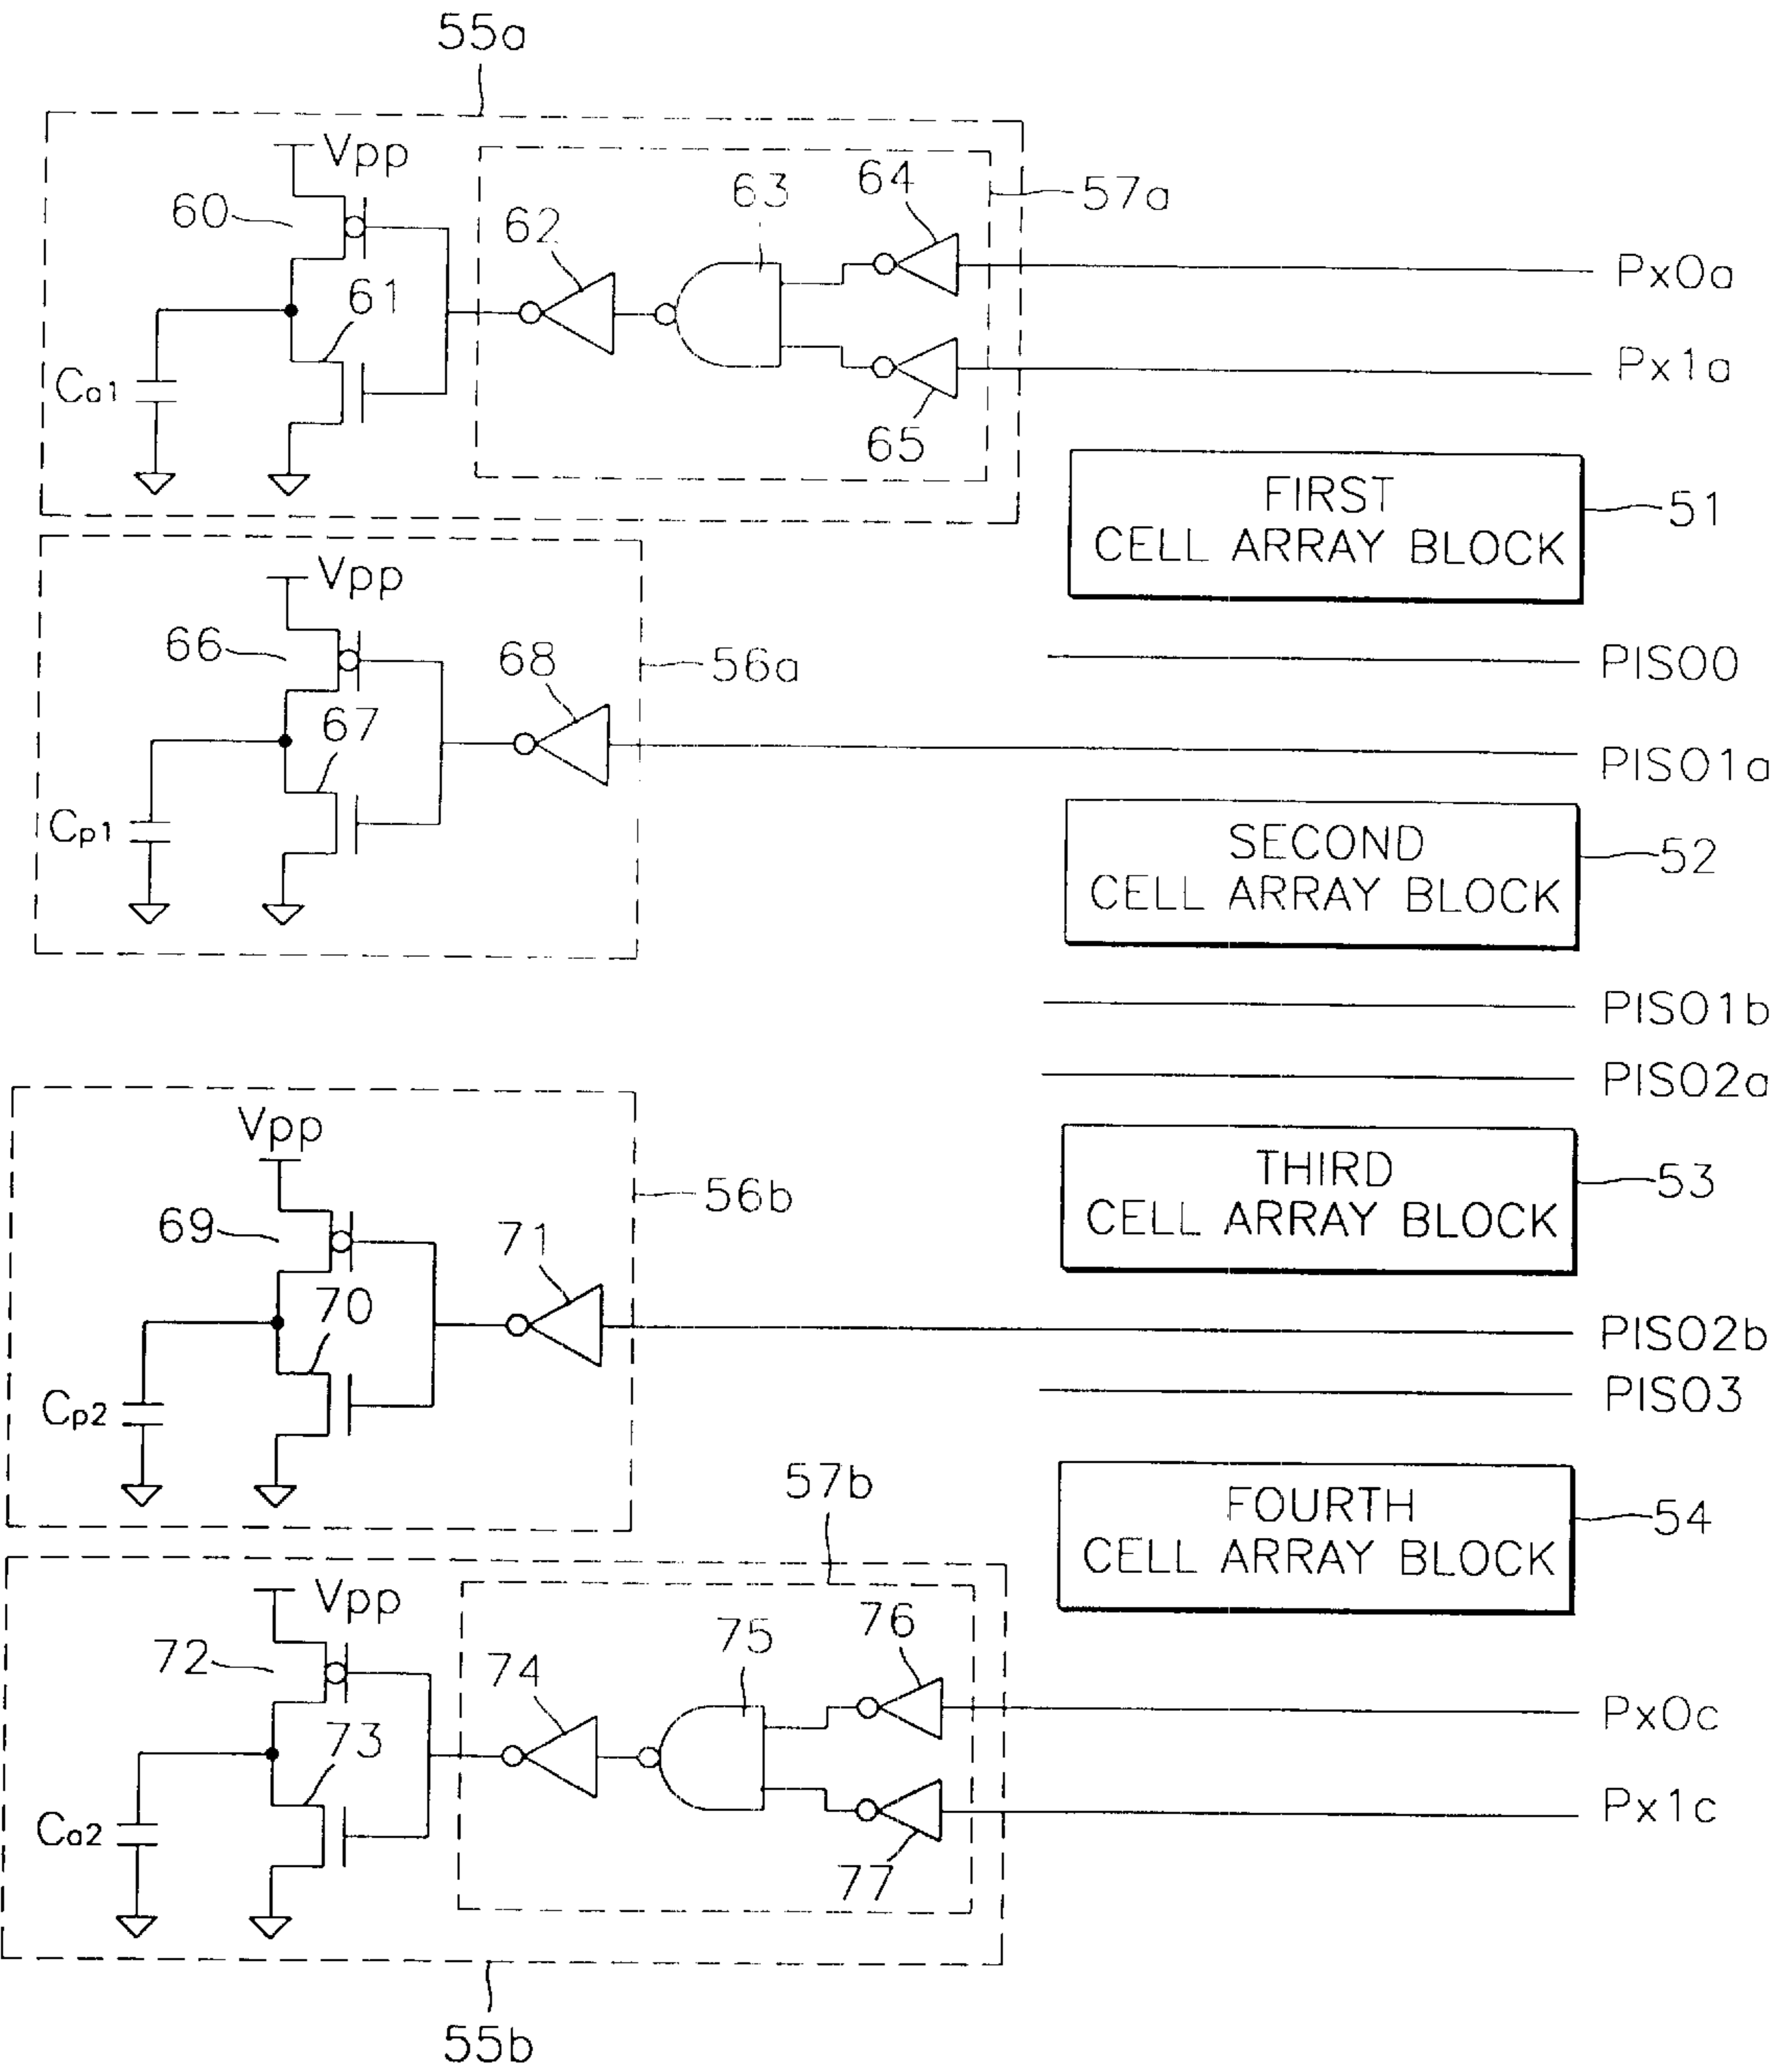 55a
Vpp
60
61
Ca1
62
63
64
65
57a
Px0a
Px1a
FIRST
CELL ARRAY BLOCK
51
Vpp
66
67
Cp1
68
56a
PISO0
PISO1a
SECOND
CELL ARRAY BLOCK
52
PISO1b
PISO2a
Vpp
69
70
Cp2
71
56b
THIRD
CELL ARRAY BLOCK
53
PISO2b
PISO3
57b
FOURTH
CELL ARRAY BLOCK
54
Vpp
72
73
Ca2
74
75
76
77
Px0c
Px1c
55b